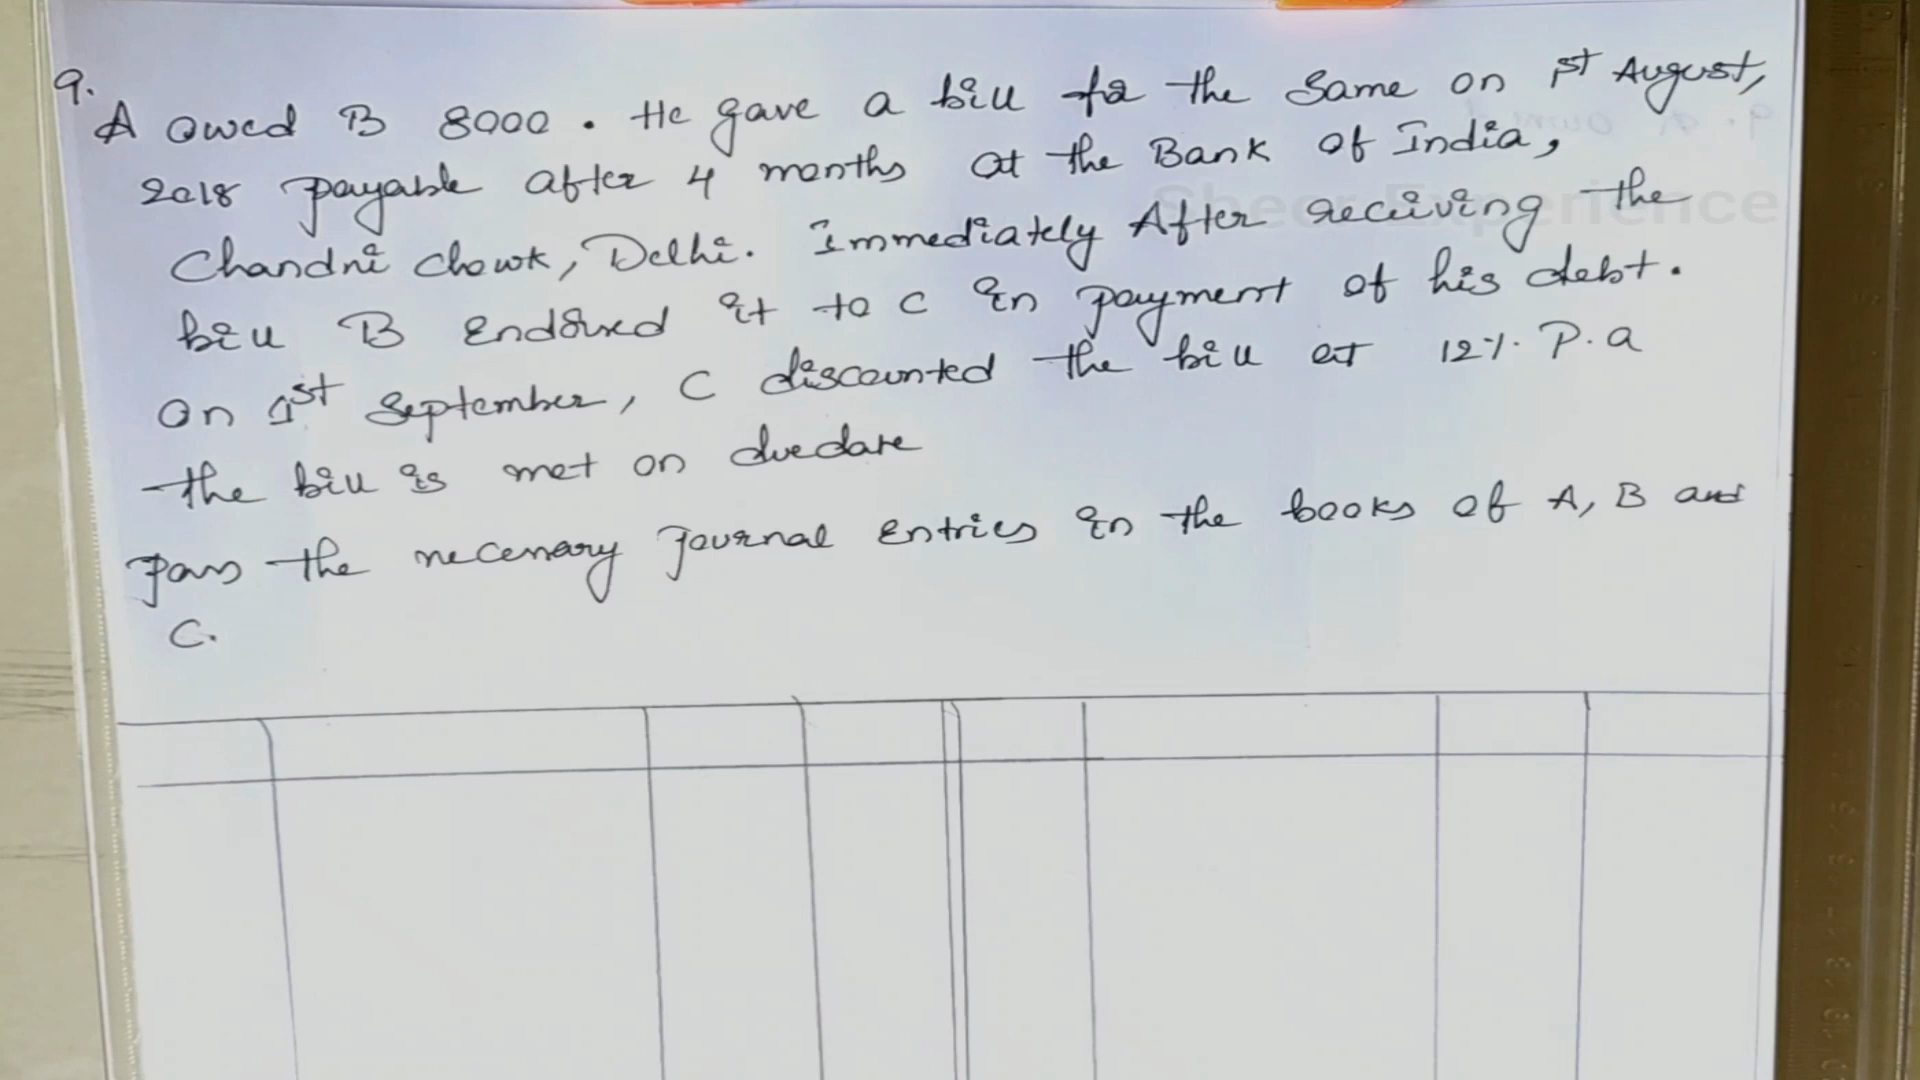 9.
A owed B 8000. He gave a bill for the same on 1st August,
2018 payable after 4 months at the Bank of India,
Chandni chowk, Delhi. Immediately After receiving the
bill B Endorsed it to C in payment of his debt.
On 1st September, C discounted the bill at 12%. P.a
the bill is met on duedate
pass the necessary journal Entries in the books of A, B and
C.
Sheer Experience